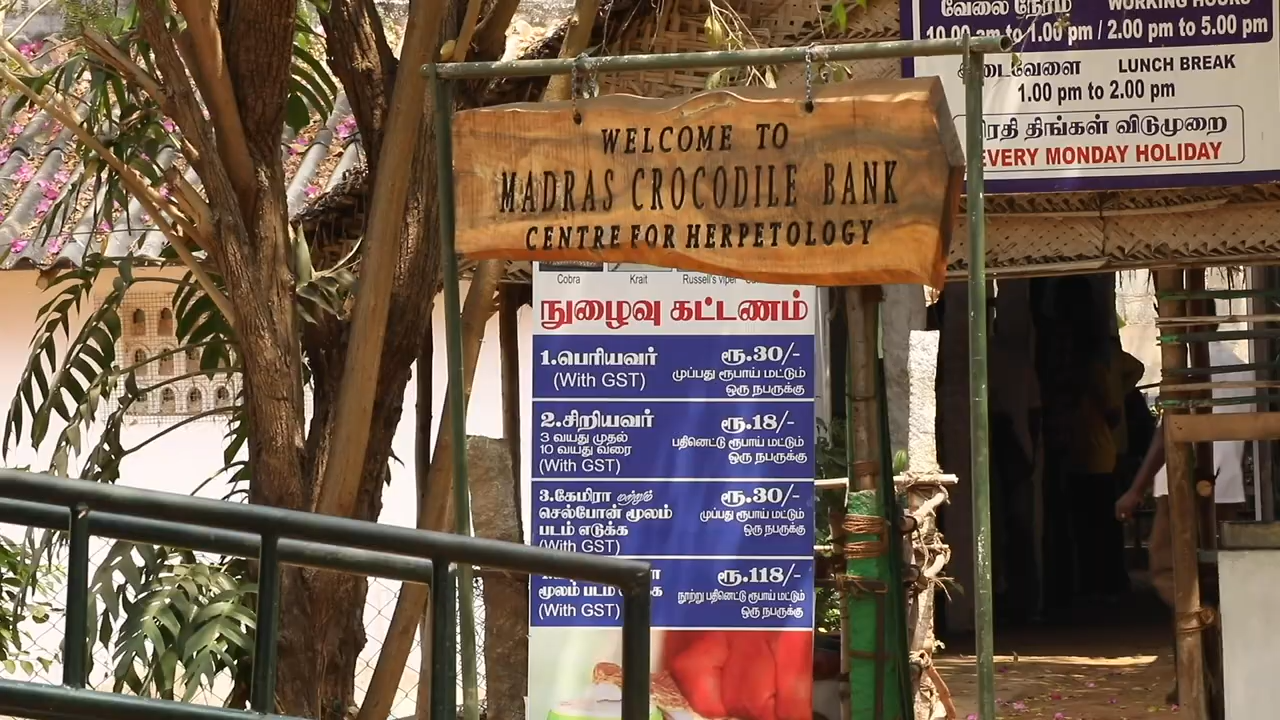 வேலை நேரம் WORKING HOURS
10.00 am to 1.00 pm / 2.00 pm to 5.00 pm
LUNCH BREAK
1.00 pm to 2.00 pm
திங்கள் விடுமுறை
EVERY MONDAY HOLIDAY
WELCOME TO
MADRAS CROCODILE BANK
CENTRE FOR HERPETOLOGY
Cobra Krait Russell's viper
நுழைவு கட்டணம்
1.பெரியவர் ரூ.30/-
(With GST) முப்பது ரூபாய் மட்டும்
ஒரு நபருக்கு
2.சிறியவர் ரூ.18/-
3 வயது முதல் பதினெட்டு ரூபாய் மட்டும்
10 வயது வரை ஒரு நபருக்கு
(With GST)
3.கேமிரா மற்றும் ரூ.30/-
செல்போன் மூலம் முப்பது ரூபாய் மட்டும்
படம் எடுக்க ஒரு நபருக்கு
(With GST)
ரூ.118/-
மூலம் படம் நூற்று பதினெட்டு ரூபாய் மட்டும்
(With GST) ஒரு நபருக்கு